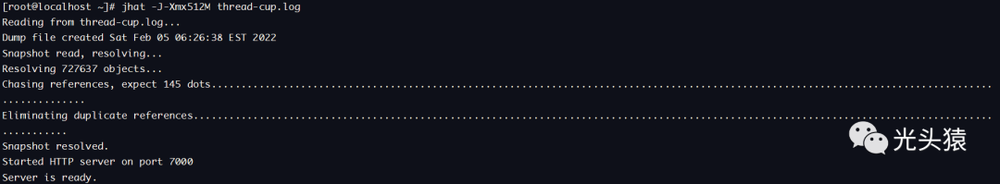 [root@localhost ~]# jhat -J-Xmx512M thread-cup.log
Reading from thread-cup.log...
Dump file created Sat Feb 05 06:26:38 EST 2022
Snapshot read, resolving...
Resolving 727637 objects...
Chasing references, expect 145 dots...................................................................................................................................
..............
Eliminating duplicate references......................................................................................................................................
...........
Snapshot resolved.
Started HTTP server on port 7000
Server is ready.
光头猿